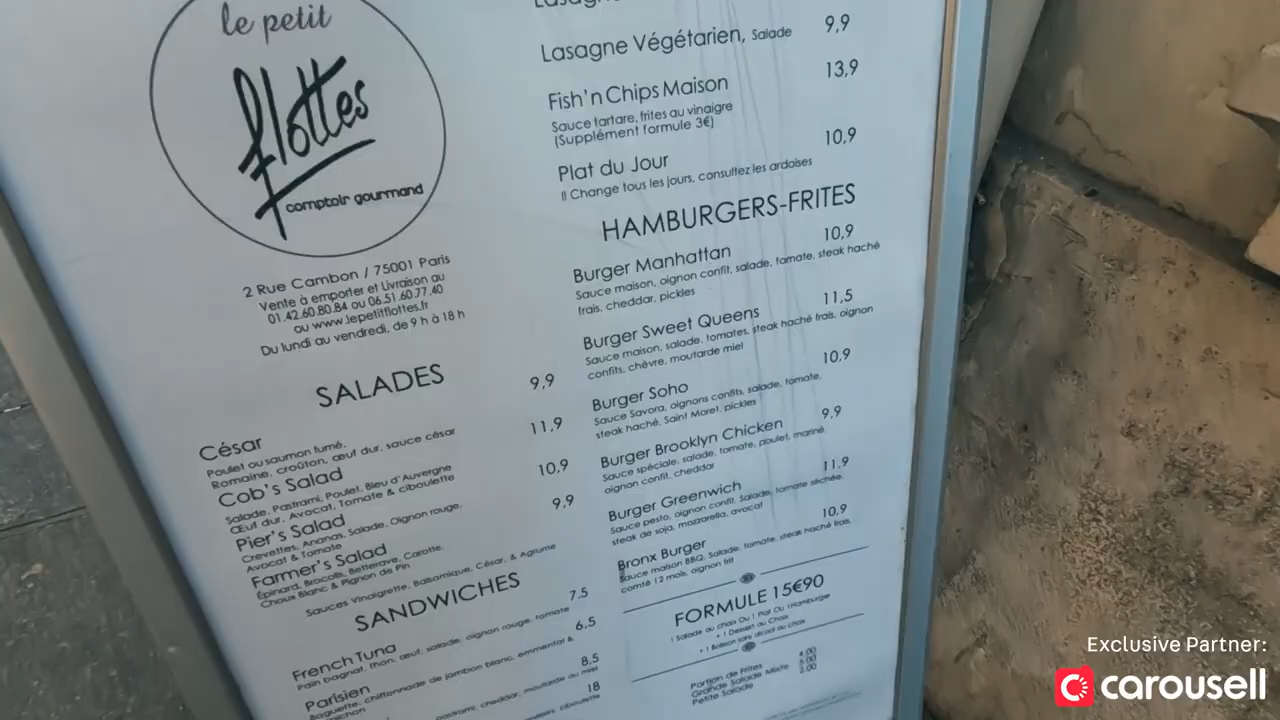 le petit
flottes
comptoir gourmand
2 Rue Cambon / 75001 Paris
Vente à emporter et Livraison au
01.42.60.80.84 ou 06.51.60.77.40
ou www.lepetitflottes.fr
Du lundi au vendredi, de 9 h à 18 h
SALADES
César 9,9
Poulet ou saumon fumé,
Romaine, croûton, œuf dur, sauce césar
Cob's Salad 11,9
Salade, Pastrami, Poulet, Bleu d'Auvergne
Œuf dur, Avocat, Tomate & ciboulette
Pier's Salad 10,9
Crevettes, Ananas, Salade, Oignon rouge,
Avocat & Tomate
Farmer's Salad 9,9
Épinard, Brocolis, Betterave, Carotte,
Choux Blanc & Pignon de Pin
Sauces Vinaigrette, Balsamique, César, & Agrume
SANDWICHES
French Tuna 7.5
Pain bagnat, thon, œuf, salade, oignon rouge, tomate
Parisien 6.5
Baguette, chiffonnade de jambon blanc, emmental &
8,5
pastrami, cheddar, moutarde au miel
18
ciboulette
Lasagne Végétarien, Salade 9,9
Fish'n Chips Maison 13,9
Sauce tartare, frites au vinaigre
(Supplément formule 3€)
Plat du Jour 10,9
Il Change tous les jours, consultez les ardoises
HAMBURGERS-FRITES
Burger Manhattan 10,9
Sauce maison, oignon confit, salade, tomate, steak haché
frais, cheddar, pickles
Burger Sweet Queens 11,5
Sauce maison, salade, tomates, steak haché frais, oignon
confits, chèvre, moutarde miel
Burger Soho 10,9
Sauce Savora, oignons confits, salade, tomate,
steak haché, Saint Moret, pickles
Burger Brooklyn Chicken 9,9
Sauce spéciale, salade, tomate, poulet, mariné,
oignon confit, cheddar
Burger Greenwich 11,9
Sauce pesto, oignon confit, Salade, tomate séchée,
steak de soja, mozzarella, avocat
Bronx Burger 10,9
Sauce maison BBQ, Salade, tomate, steak haché frais,
comté 12 mois, oignon frit
FORMULE 15€90
1 Salade au choix Ou 1 Plat Ou 1 Hamburger
+ 1 Dessert au Choix
+ 1 Boisson sans alcool au choix
Portion de Frites 4.00
Grande Salade Mixte 5.00
Petite Salade 2.00
Exclusive Partner:
carousell